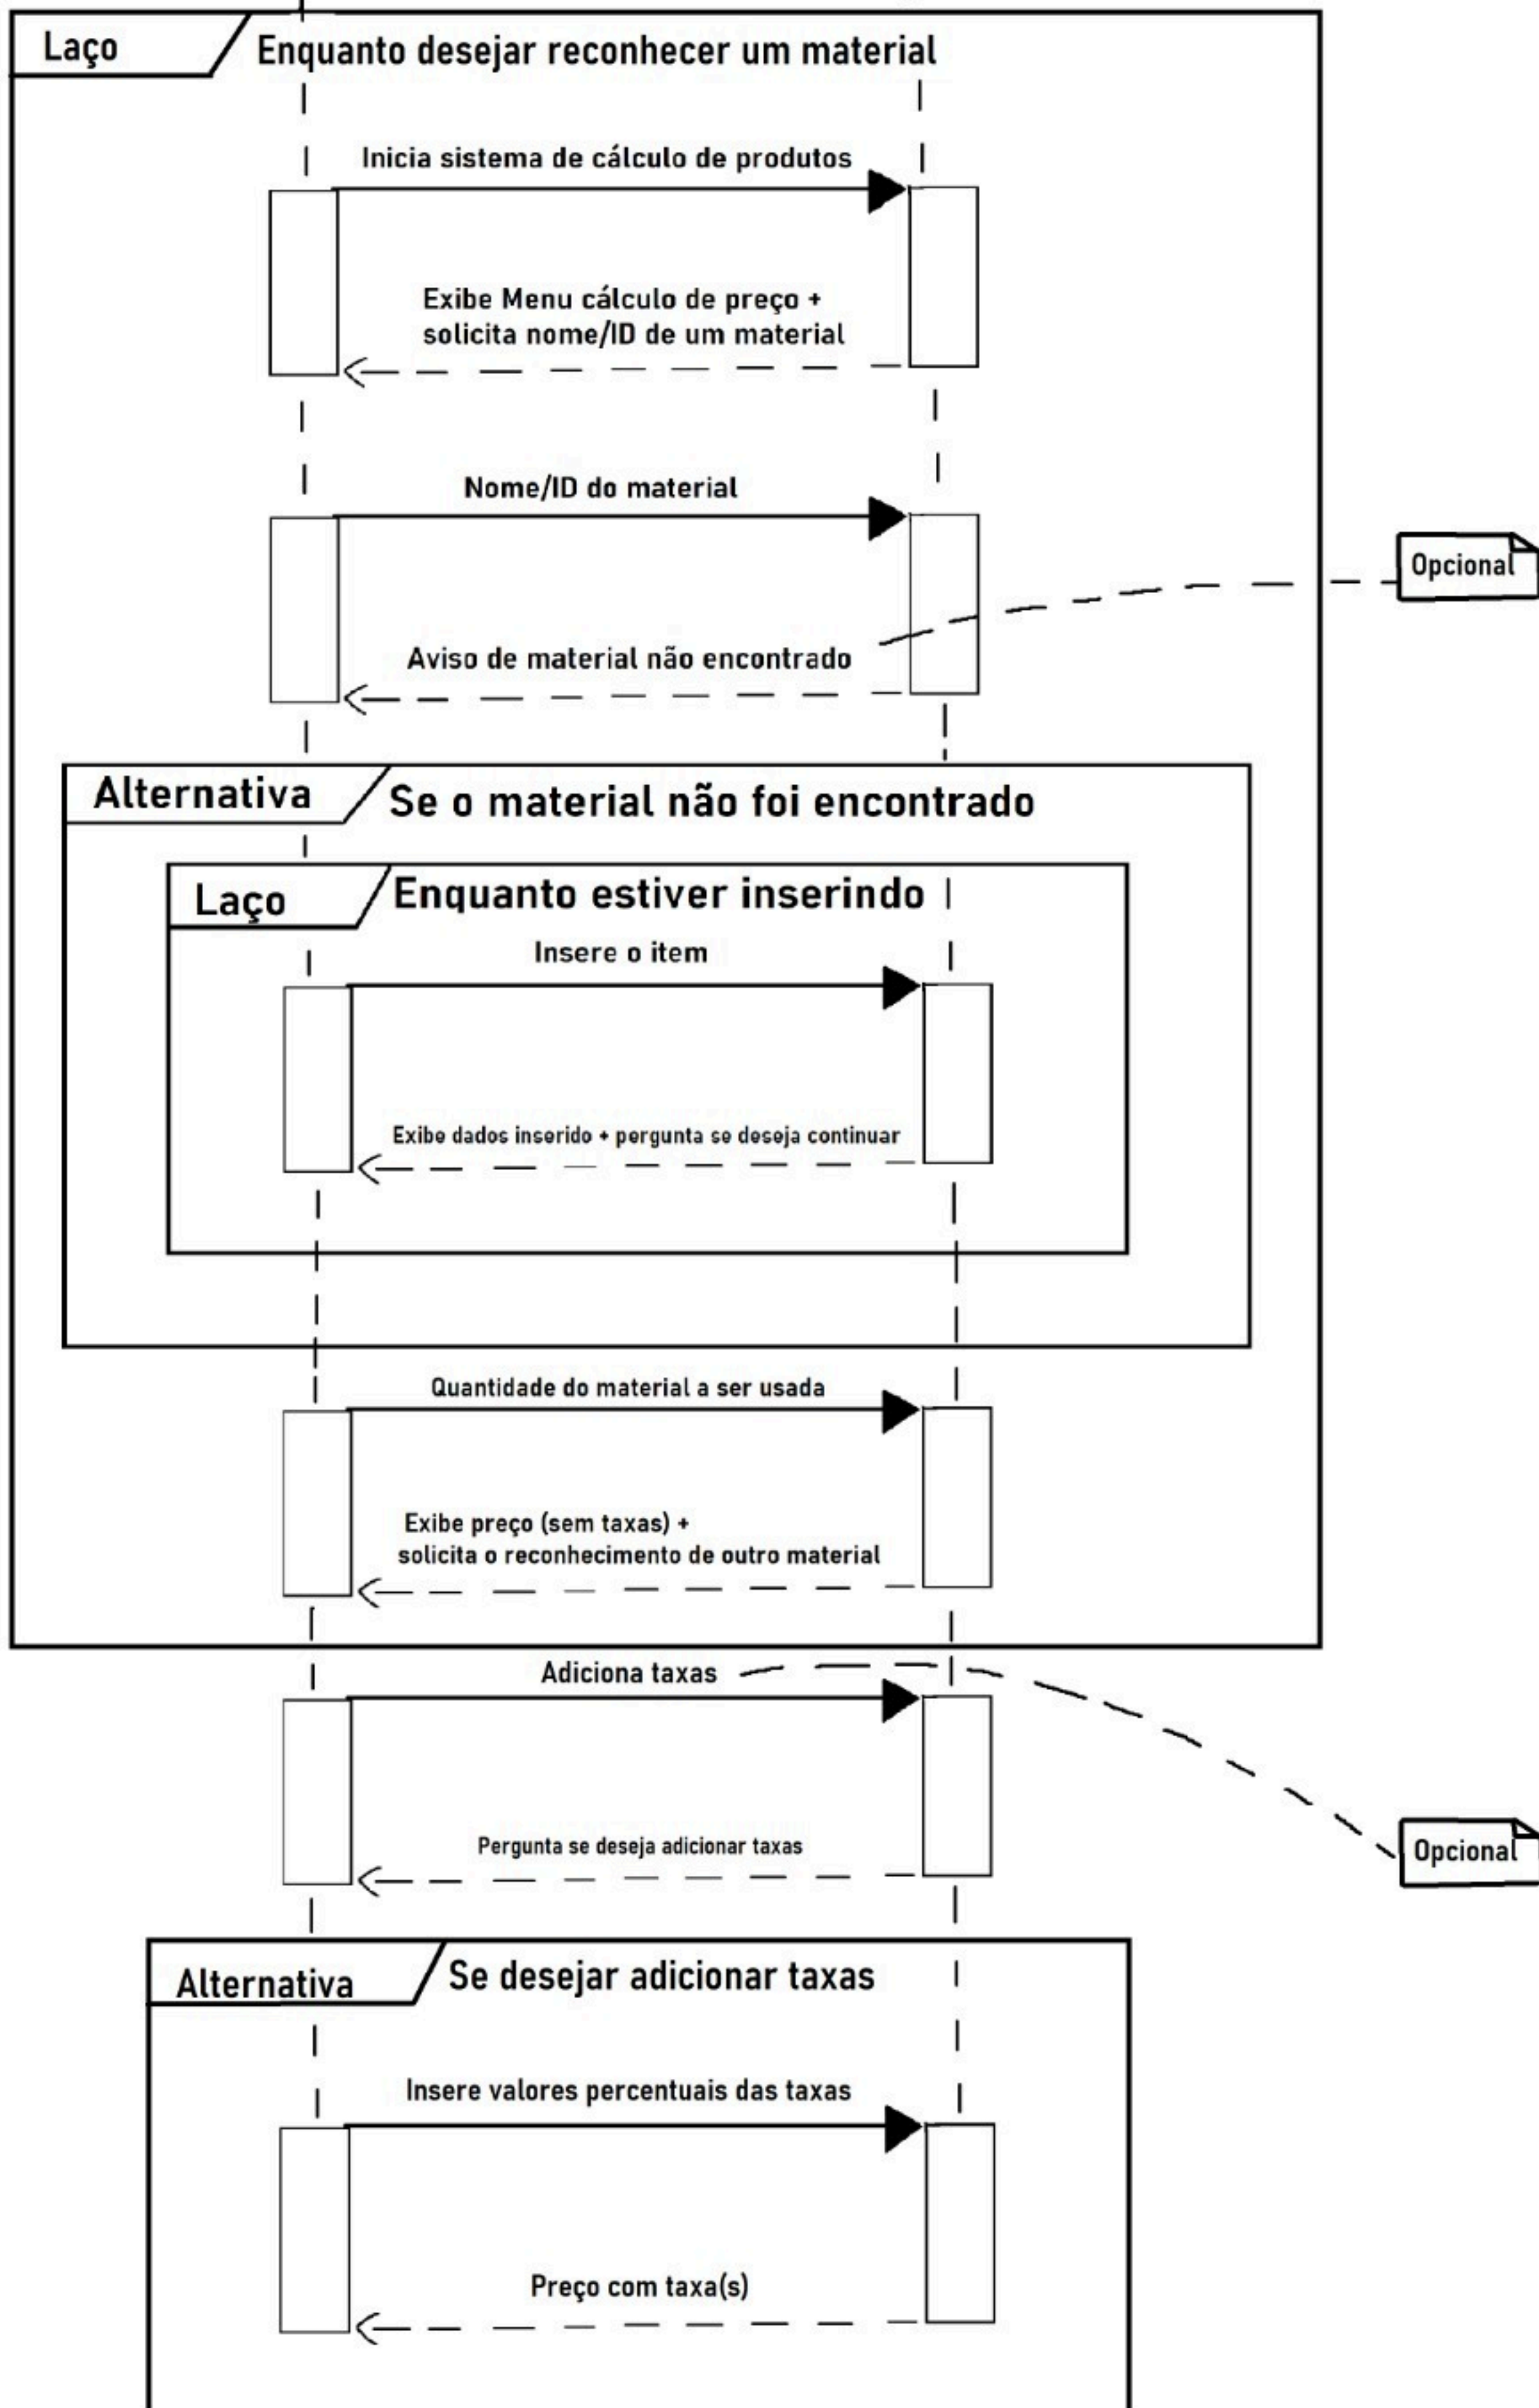 Laço
Enquanto desejar reconhecer um material
Inicia sistema de cálculo de produtos
Exibe Menu cálculo de preço +
solicita nome/ID de um material
Nome/ID do material
Opcional
Aviso de material não encontrado
Alternativa
Se o material não foi encontrado
Laço
Enquanto estiver inserindo
Insere o item
Exibe dados inserido + pergunta se deseja continuar
Quantidade do material a ser usada
Exibe preço (sem taxas) +
solicita o reconhecimento de outro material
Adiciona taxas
Pergunta se deseja adicionar taxas
Opcional
Alternativa
Se desejar adicionar taxas
Insere valores percentuais das taxas
Preço com taxa(s)